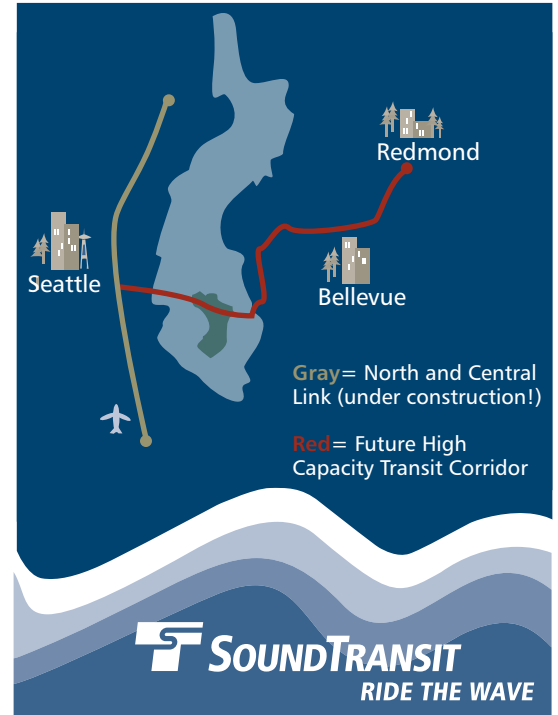 Redmond
Seattle
Bellevue
Gray= North and Central
Link (under construction!)
Red= Future High
Capacity Transit Corridor
SOUNDTRANSIT
RIDE THE WAVE